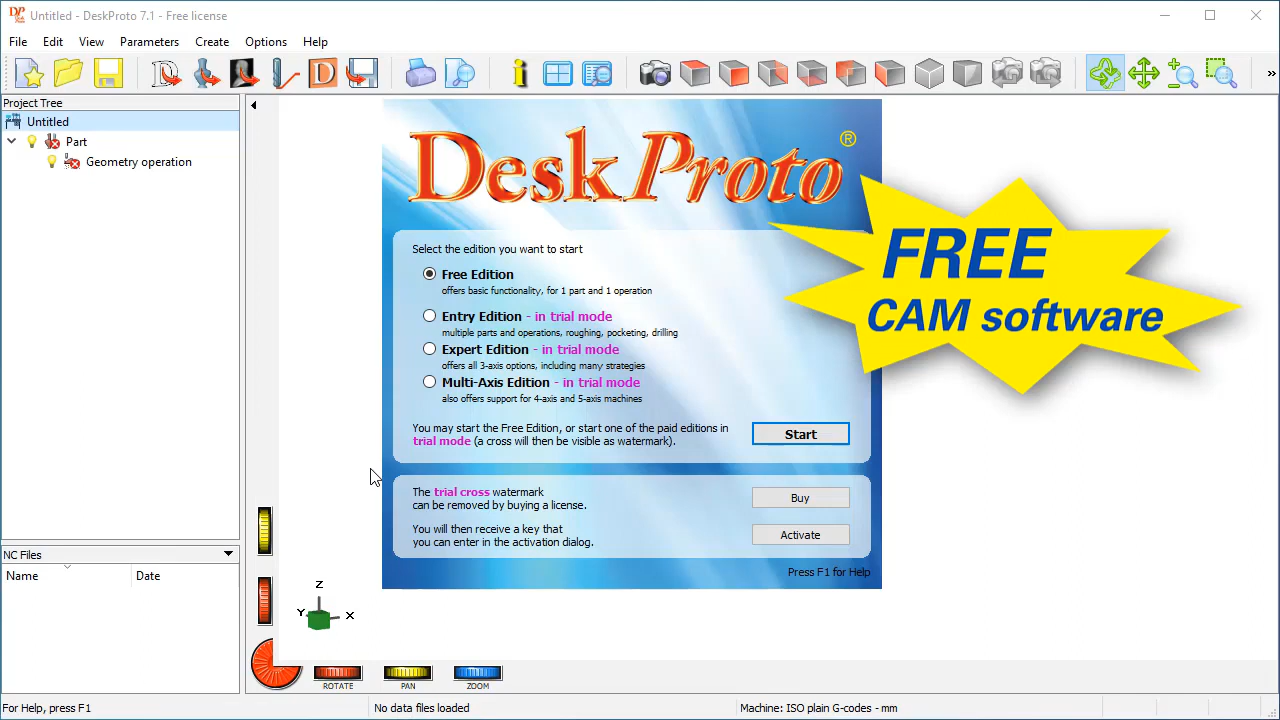 Untitled - DeskProto 7.1 - Free license
File Edit View Parameters Create Options Help
»
Project Tree
Untitled
Part
Geometry operation
DeskProto®
FREE
CAM software
Select the edition you want to start
Free Edition
offers basic functionality, for 1 part and 1 operation
Entry Edition - in trial mode
multiple parts and operations, roughing, pocketing, drilling
Expert Edition - in trial mode
offers all 3-axis options, including many strategies
Multi-Axis Edition - in trial mode
also offers support for 4-axis and 5-axis machines
You may start the Free Edition, or start one of the paid editions in
trial mode (a cross will then be visible as watermark).
Start
The trial cross watermark
can be removed by buying a license.
Buy
You will then receive a key that
you can enter in the activation dialog.
Activate
Press F1 for Help
NC Files
Name Date
Z
Y X
ROTATE PAN ZOOM
For Help, press F1 No data files loaded Machine: ISO plain G-codes - mm